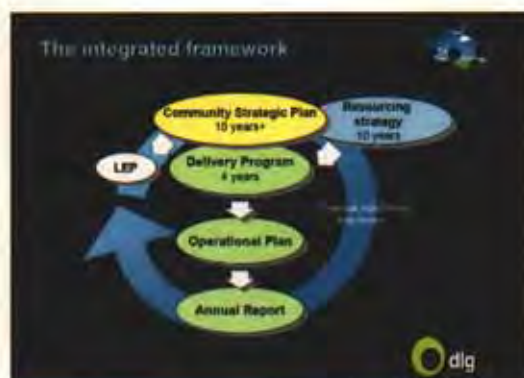 The integrated framework
Community Strategic Plan
10 years+
Resourcing
strategy
10 years
LEP
Delivery Program
4 years
Operational Plan
Annual Report
dlg